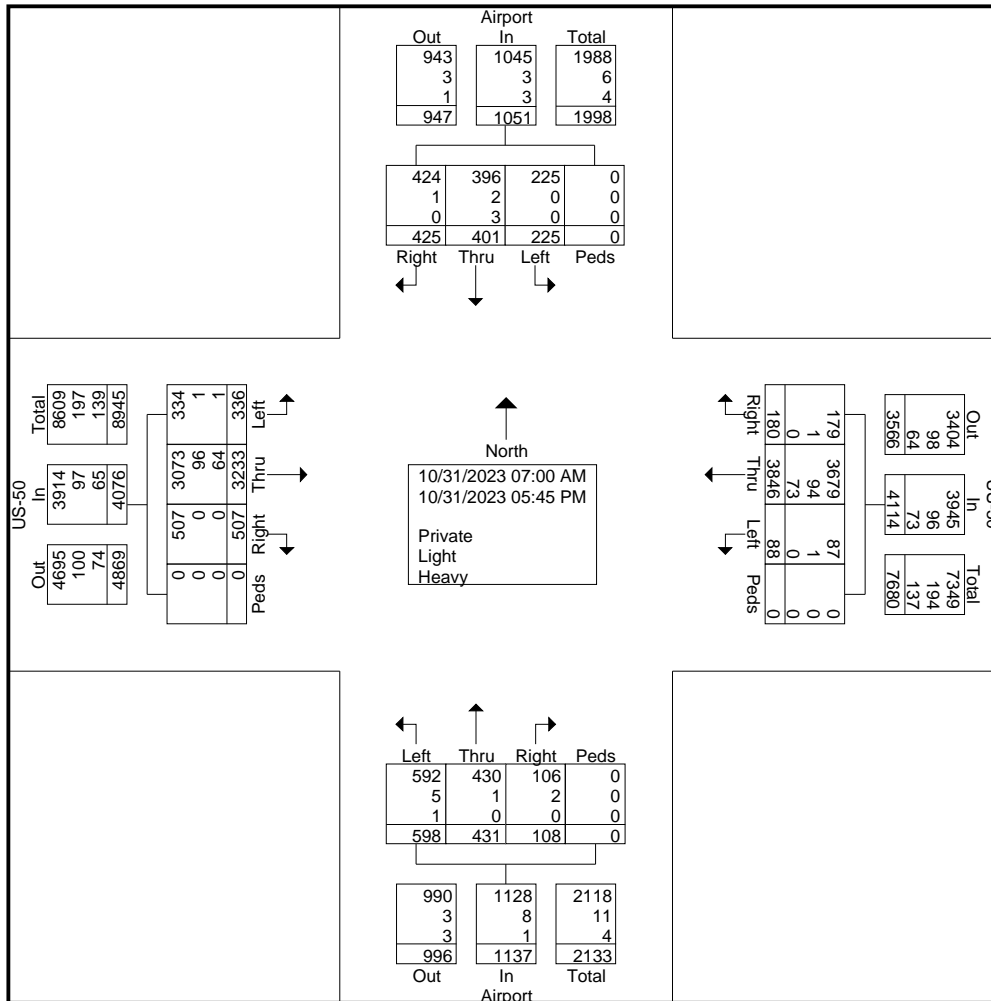 Airport
Out In Total
943 1045 1988
3 3 6
1 3 4
947 1051 1998
424 396 225 0
1 2 0 0
0 3 0 0
425 401 225 0
Right Thru Left Peds
US-50
Total
8609
197
139
8945
In
3914
97
65
4076
Out
4695
100
74
4869
Left
334
1
1
336
Thru
3073
96
64
3233
Right
507
0
0
507
Peds
0
0
0
0
North
10/31/2023 07:00 AM
10/31/2023 05:45 PM
Private
Light
Heavy
Right
179
1
0
180
Thru
3679
94
73
3846
Left
87
1
0
88
Peds
0
0
0
0
Out
3404
98
64
3566
In
3945
96
73
4114
Total
7349
194
137
7680
Left Thru Right Peds
592 430 106 0
5 1 2 0
1 0 0 0
598 431 108 0
990 1128 2118
3 8 11
3 1 4
996 1137 2133
Out In Total
Airport